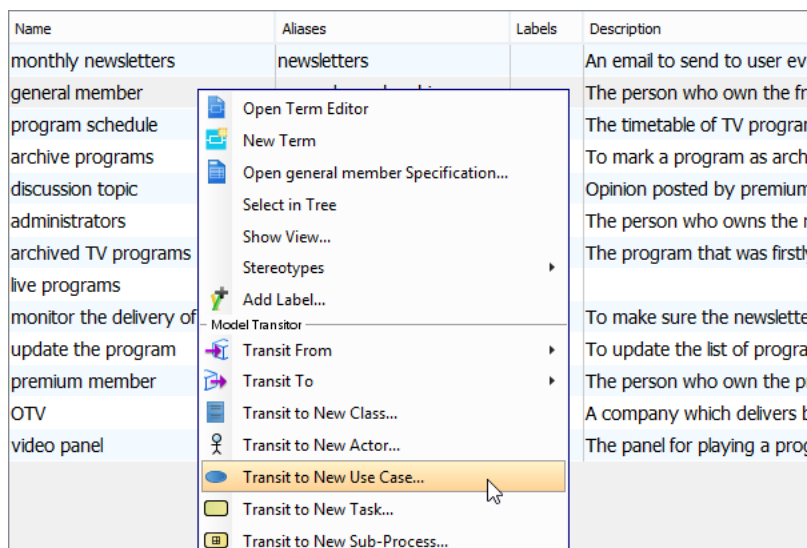 Name Aliases Labels Description
monthly newsletters newsletters An email to send to user ev
general member The person who own the fr
Open Term Editor
program schedule The timetable of TV program
New Term
archive programs To mark a program as arch
Open general member Specification...
discussion topic Opinion posted by premium
Select in Tree
administrators The person who owns the
Show View...
archived TV programs The program that was firstly
Stereotypes
live programs
Add Label...
monitor the delivery of To make sure the newslette
Model Transitor
update the program To update the list of progra
Transit From
premium member The person who own the p
Transit To
OTV A company which delivers b
Transit to New Class...
video panel The panel for playing a prog
Transit to New Actor...
Transit to New Use Case...
Transit to New Task...
Transit to New Sub-Process...